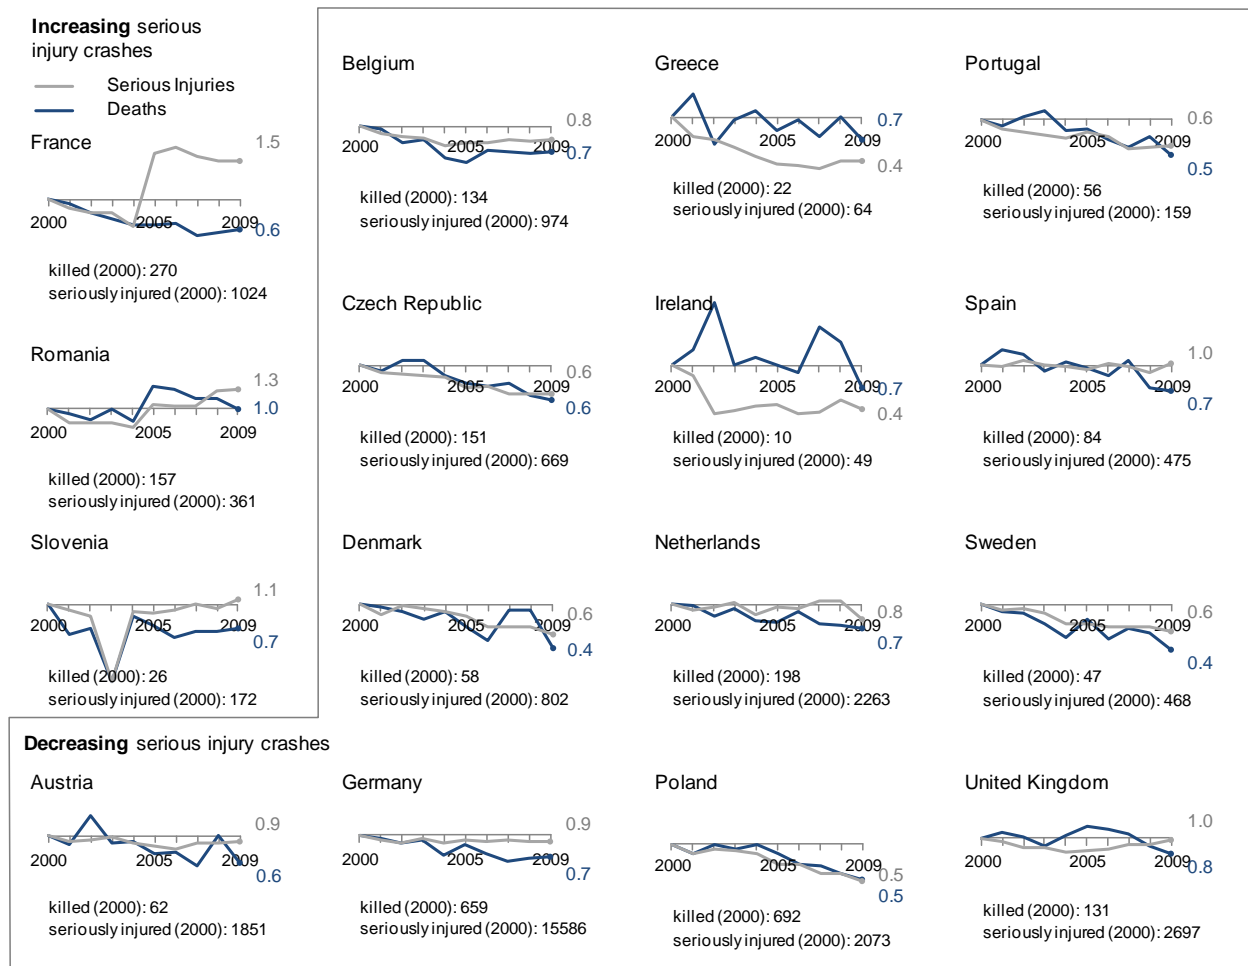 Increasing serious
injury crashes
Serious Injuries
Deaths
France
1.5
2000
2005
2009
0.6
killed (2000): 270
seriously injured (2000): 1024
Romania
1.3
1.0
2000
2005
2009
killed (2000): 157
seriously injured (2000): 361
Slovenia
1.1
2000
2005
2009
0.7
killed (2000): 26
seriously injured (2000): 172
Belgium
0.8
2000
2005
2009
0.7
killed (2000): 134
seriously injured (2000): 974
Greece
0.7
2000
2005
2009
0.4
killed (2000): 22
seriously injured (2000): 64
Portugal
0.6
2000
2005
2009
0.5
killed (2000): 56
seriously injured (2000): 159
Czech Republic
0.6
2000
2005
2009
0.6
killed (2000): 151
seriously injured (2000): 669
Ireland
2000
2005
2009
0.7
0.4
killed (2000): 10
seriously injured (2000): 49
Spain
1.0
2000
2005
2009
0.7
killed (2000): 84
seriously injured (2000): 475
Denmark
0.6
2000
2005
2009
0.4
killed (2000): 58
seriously injured (2000): 802
Netherlands
0.8
2000
2005
2009
0.7
killed (2000): 198
seriously injured (2000): 2263
Sweden
0.6
2000
2005
2009
0.4
killed (2000): 47
seriously injured (2000): 468
Decreasing serious injury crashes
Austria
0.9
2000
2005
2009
0.6
killed (2000): 62
seriously injured (2000): 1851
Germany
0.9
2000
2005
2009
0.7
killed (2000): 659
seriously injured (2000): 15586
Poland
2000
2005
2009
0.5
0.5
killed (2000): 692
seriously injured (2000): 2073
United Kingdom
1.0
2000
2005
2009
0.8
killed (2000): 131
seriously injured (2000): 2697